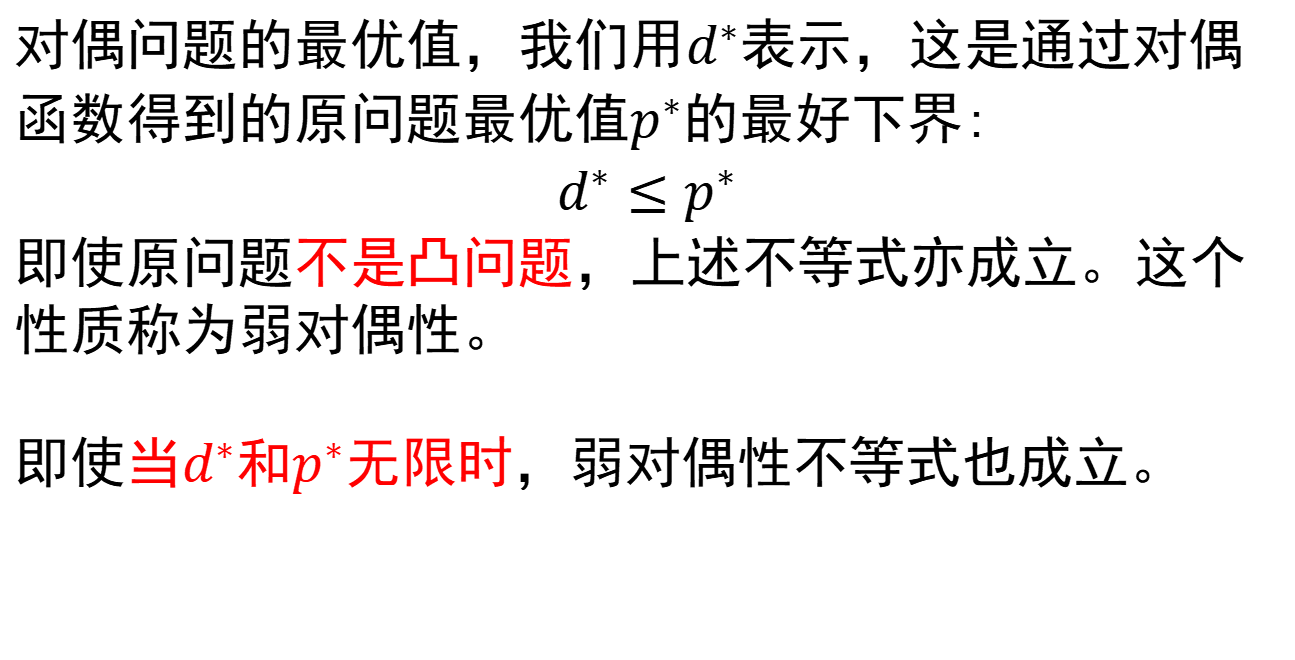 对偶问题的最优值，我们用d*表示，这是通过对偶
函数得到的原问题最优值p*的最好下界:
d* ≤ p*
即使原问题不是凸问题，上述不等式亦成立。这个
性质称为弱对偶性。
即使当d*和p*无限时，弱对偶性不等式也成立。